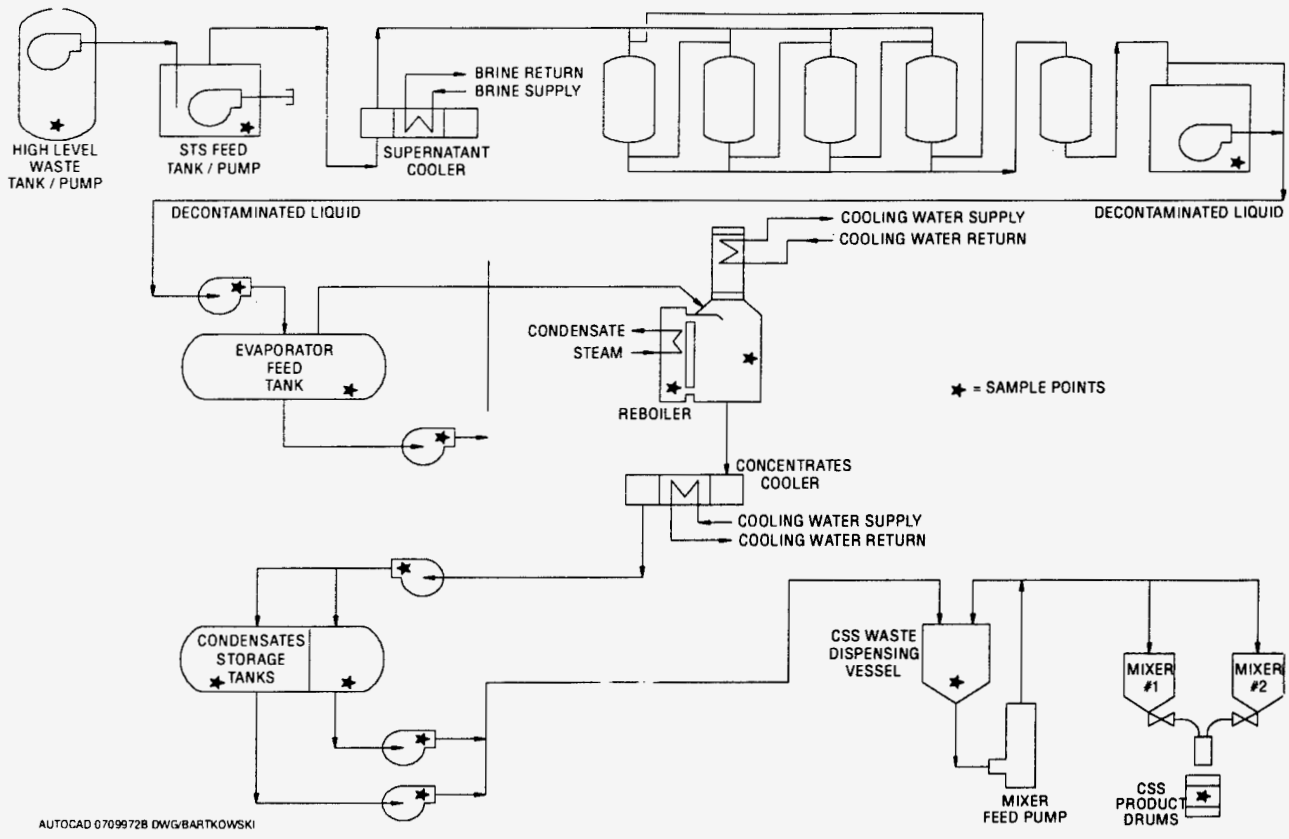 BRINE RETURN
BRINE SUPPLY
HIGH LEVEL
WASTE
TANK / PUMP
STS FEED
TANK / PUMP
SUPERNATANT
COOLER
DECONTAMINATED LIQUID
DECONTAMINATED LIQUID
COOLING WATER SUPPLY
COOLING WATER RETURN
CONDENSATE
STEAM
EVAPORATOR
FEED
TANK
REBOILER
★ = SAMPLE POINTS
CONCENTRATES
COOLER
COOLING WATER SUPPLY
COOLING WATER RETURN
CONDENSATES
STORAGE
TANKS
CSS WASTE
DISPENSING
VESSEL
MIXER
#1
MIXER
#2
MIXER
FEED PUMP
CSS
PRODUCT
DRUMS
AUTOCAD 0709972B DWG/BARTKOWSKI